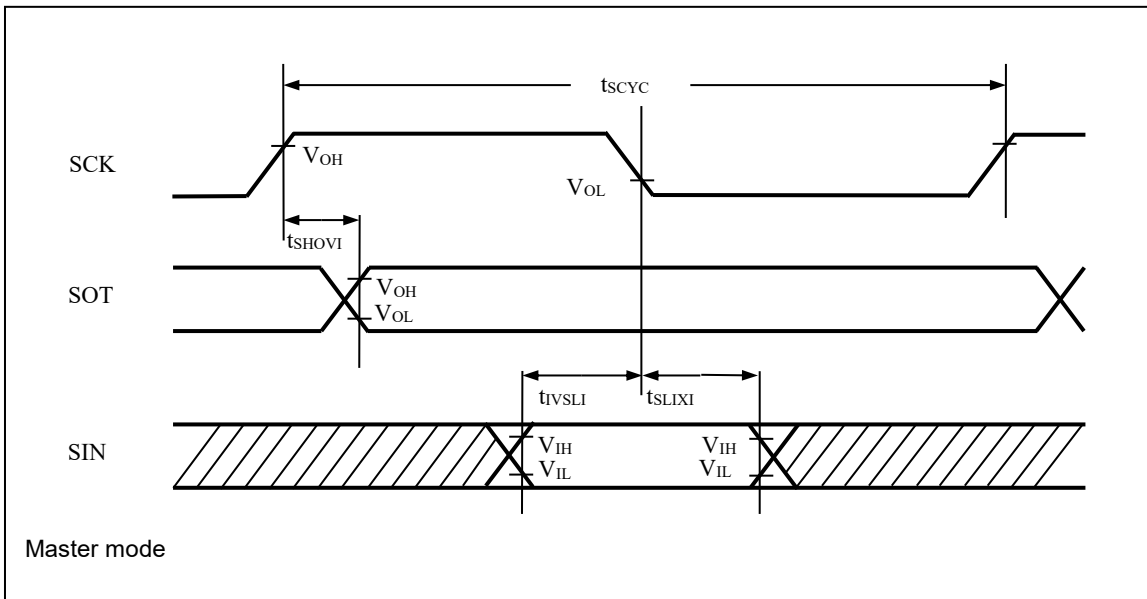 tSCYC
SCK
VOH
VOL
tSHOVI
SOT
VOH
VOL
tIVSLI
tSLIXI
SIN
VIH
VIH
VIL
VIL
Master mode